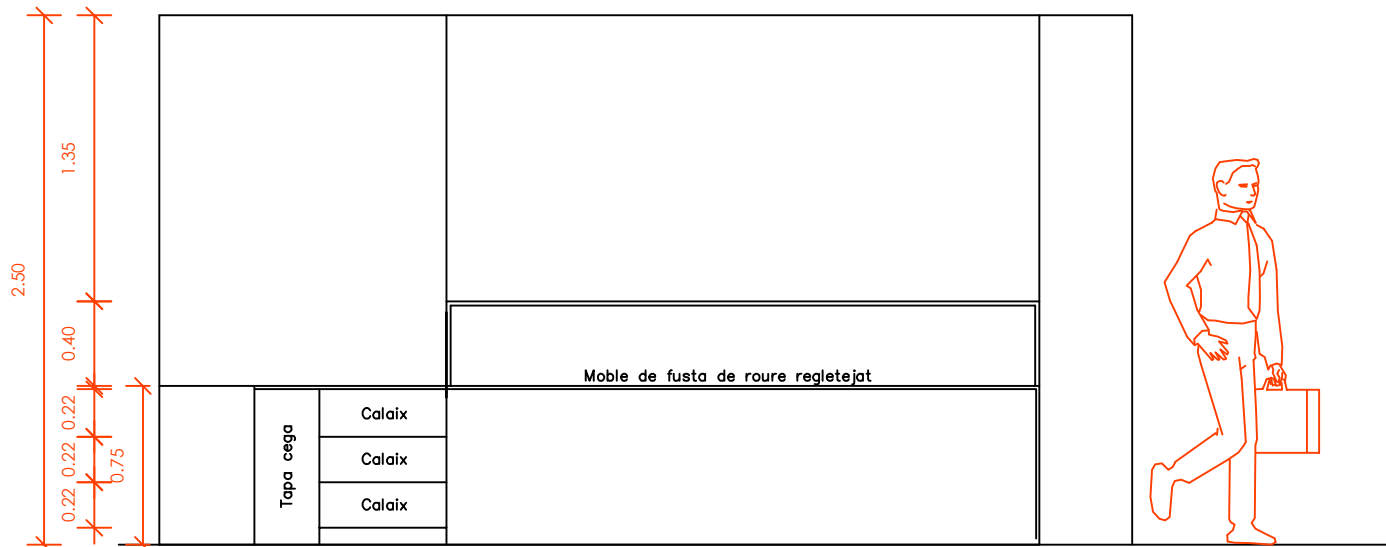 2.50
1.35
0.40
0.22
0.22
0.22
0.75
Moble de fusta de roure regletejat
Tapa cega
Calaix
Calaix
Calaix